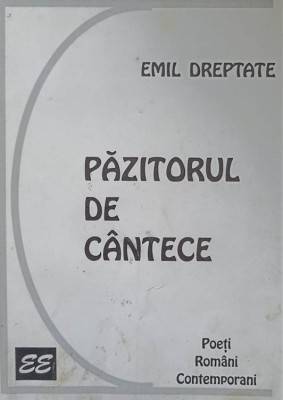 EMIL DREPTATE
PĂZITORUL
DE
CÂNTECE
Poeți
Români
Contemporani
EE